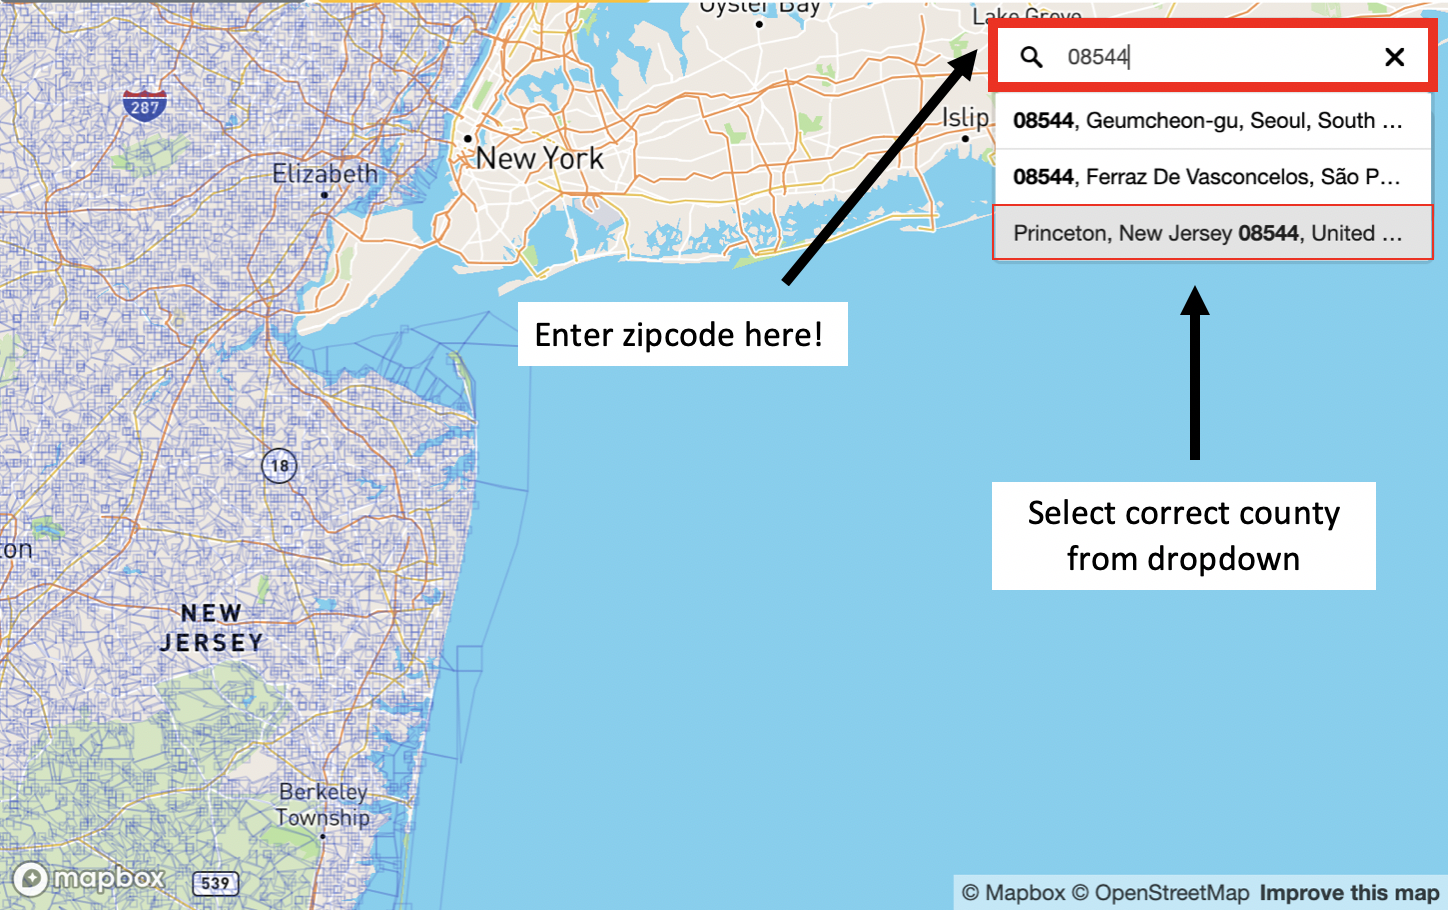 Oyster Bay
Lake Grove
08544
287
08544, Geumcheon-gu, Seoul, South ...
Islip
New York
Elizabeth
08544, Ferraz De Vasconcelos, São P...
Princeton, New Jersey 08544, United ...
Enter zipcode here!
18
Select correct county
from dropdown
ton
NEW
JERSEY
Berkeley
Township
mapbox
539
© Mapbox © OpenStreetMap Improve this map